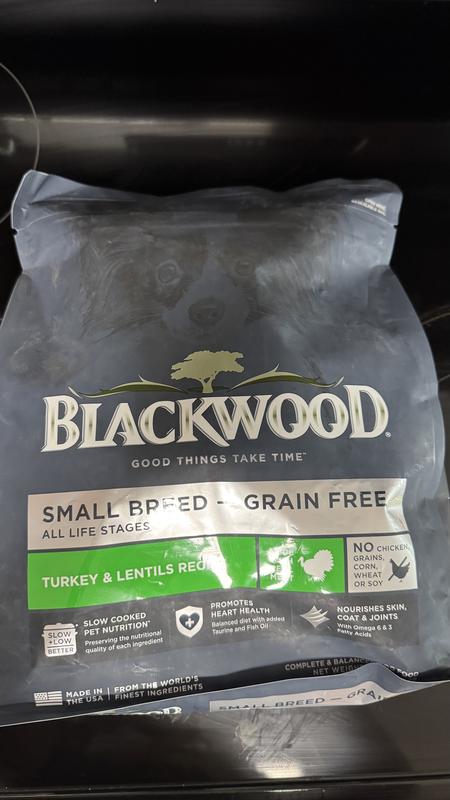 BLACKWOOD®
GOOD THINGS TAKE TIME™
SMALL BREED — GRAIN FREE
ALL LIFE STAGES
TURKEY & LENTILS
NO CHICKEN,
GRAINS,
CORN,
WHEAT
OR SOY
SLOW
+LOW
BETTER
SLOW COOKED
PET NUTRITION™
Preserving the nutritional
quality of each ingredient
PROMOTES
HEART HEALTH
Balanced diet with added
Taurine and Fish Oil
NOURISHES SKIN,
COAT & JOINTS
With Omega 6 & 3
Fatty Acids
COMPLETE &
NET
MADE IN
THE USA
FROM THE WORLD'S
FINEST INGREDIENTS
SMALL BREED —